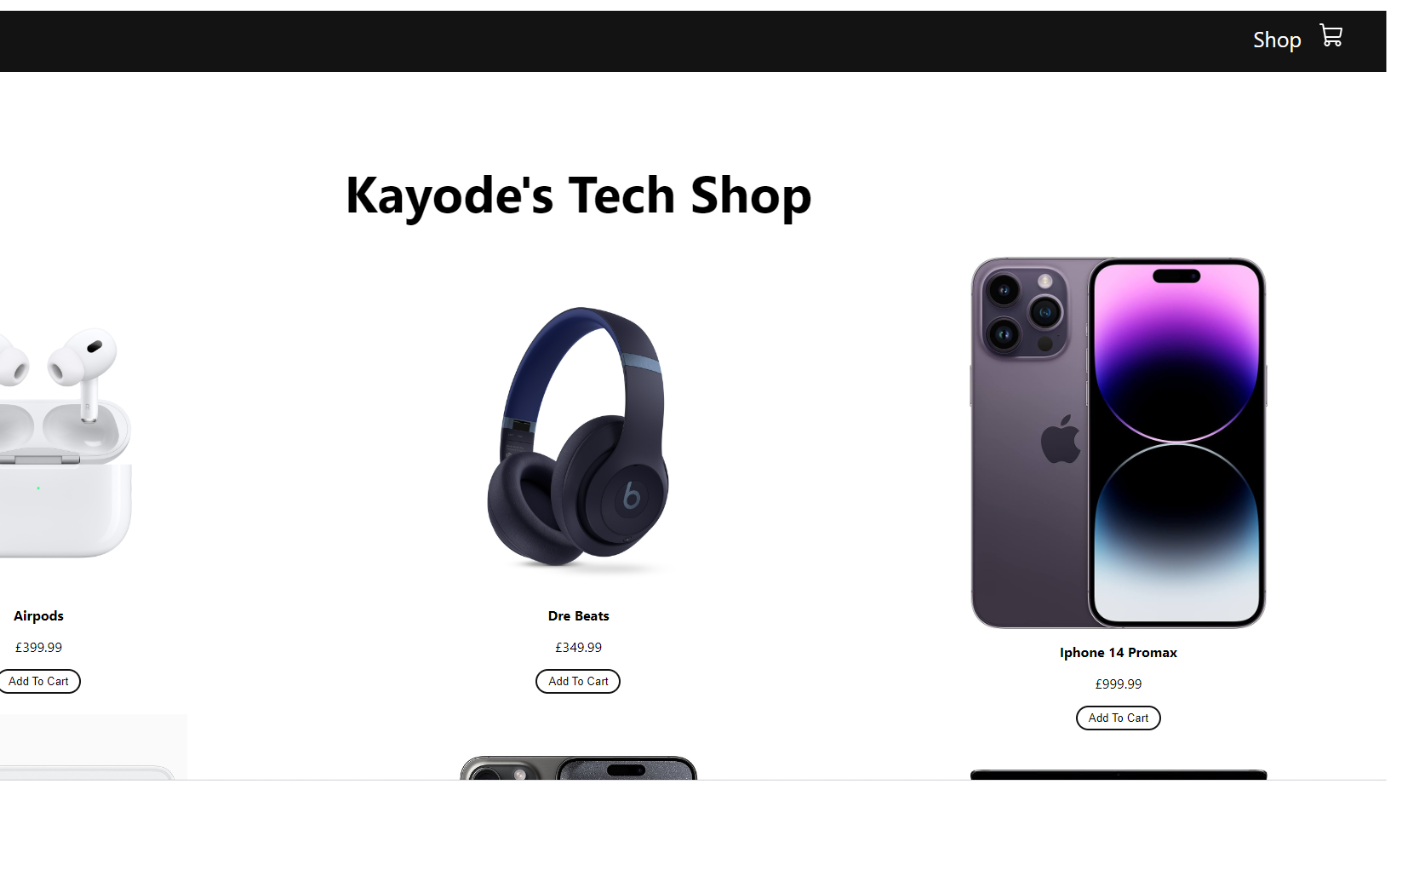 Shop
Kayode's Tech Shop
Airpods
£399.99
Add To Cart
Dre Beats
£349.99
Add To Cart
Iphone 14 Promax
£999.99
Add To Cart